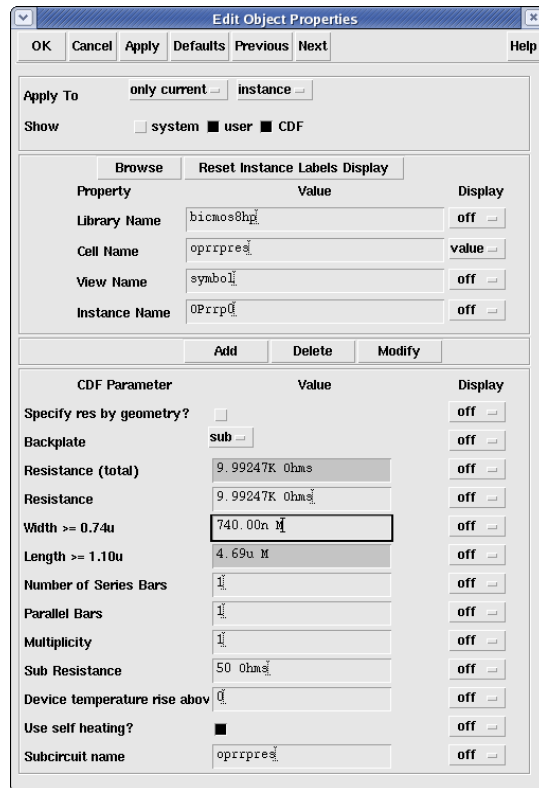 Edit Object Properties
OK Cancel Apply Defaults Previous Next Help
Apply To only current instance
Show system user CDF
Browse Reset Instance Labels Display
Property Value Display
Library Name bicmos8hp off
Cell Name oprrpres value
View Name symbol off
Instance Name OPrrp0 off
Add Delete Modify
CDF Parameter Value Display
Specify res by geometry? off
Backplate sub off
Resistance (total) 9.99247K Ohms off
Resistance 9.99247K Ohms off
Width >= 0.74u 740.00n M off
Length >= 1.10u 4.69u M off
Number of Series Bars 1 off
Parallel Bars 1 off
Multiplicity 1 off
Sub Resistance 50 Ohms off
Device temperature rise abov 0 off
Use self heating? off
Subcircuit name oprrpres off